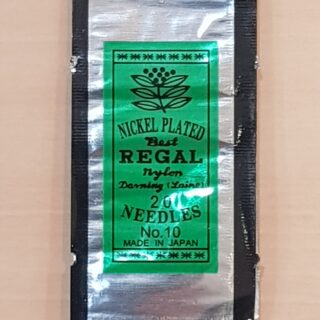 NICKEL PLATED
Best
REGAL
Nylon
Darning (Laine)
20
NEEDLES
No.10
MADE IN JAPAN